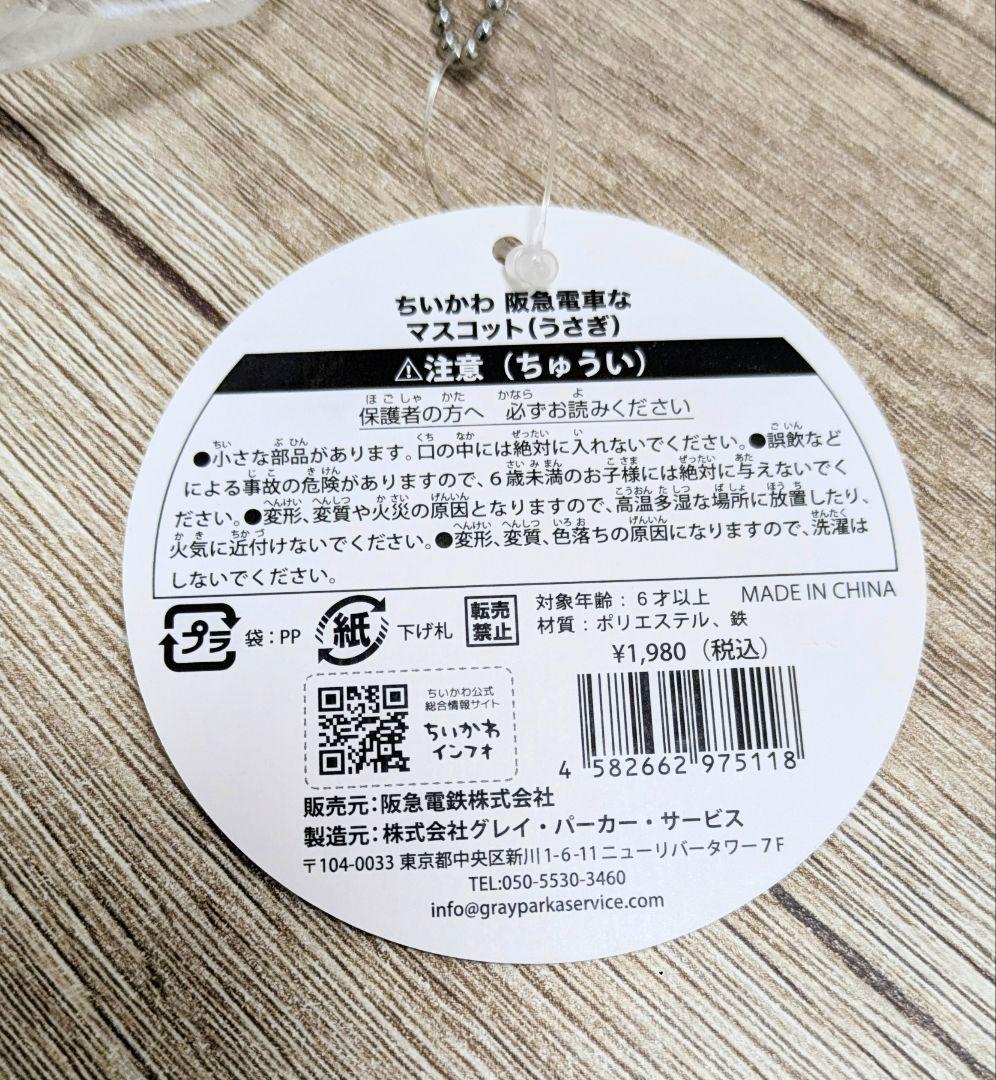 ちいかわ 阪急電車な
マスコット(うさぎ)
⚠注意(ちゅうい)
保護者の方へ 必ずお読みください
●小さな部品があります。口の中には絶対に入れないでください。●誤飲など
による事故の危険がありますので、6歳未満のお子様には絶対に与えないでく
ださい。●変形、変質や火災の原因となりますので、高温多湿な場所に放置したり、
火気に近付けないでください。●変形、変質、色落ちの原因になりますので、洗濯は
しないでください。
プラ 袋:PP 紙 下げ札 転売禁止
対象年齢:6才以上 MADE IN CHINA
材質:ポリエステル、鉄
¥1,980(税込)
ちいかわ公式
総合情報サイト
ちいかわ
インフォ
4 582662 975118
販売元:阪急電鉄株式会社
製造元:株式会社グレイ・パーカー・サービス
〒104-0033 東京都中央区新川1-6-11 ニューリバータワー7F
TEL:050-5530-3460
info@grayparkaservice.com